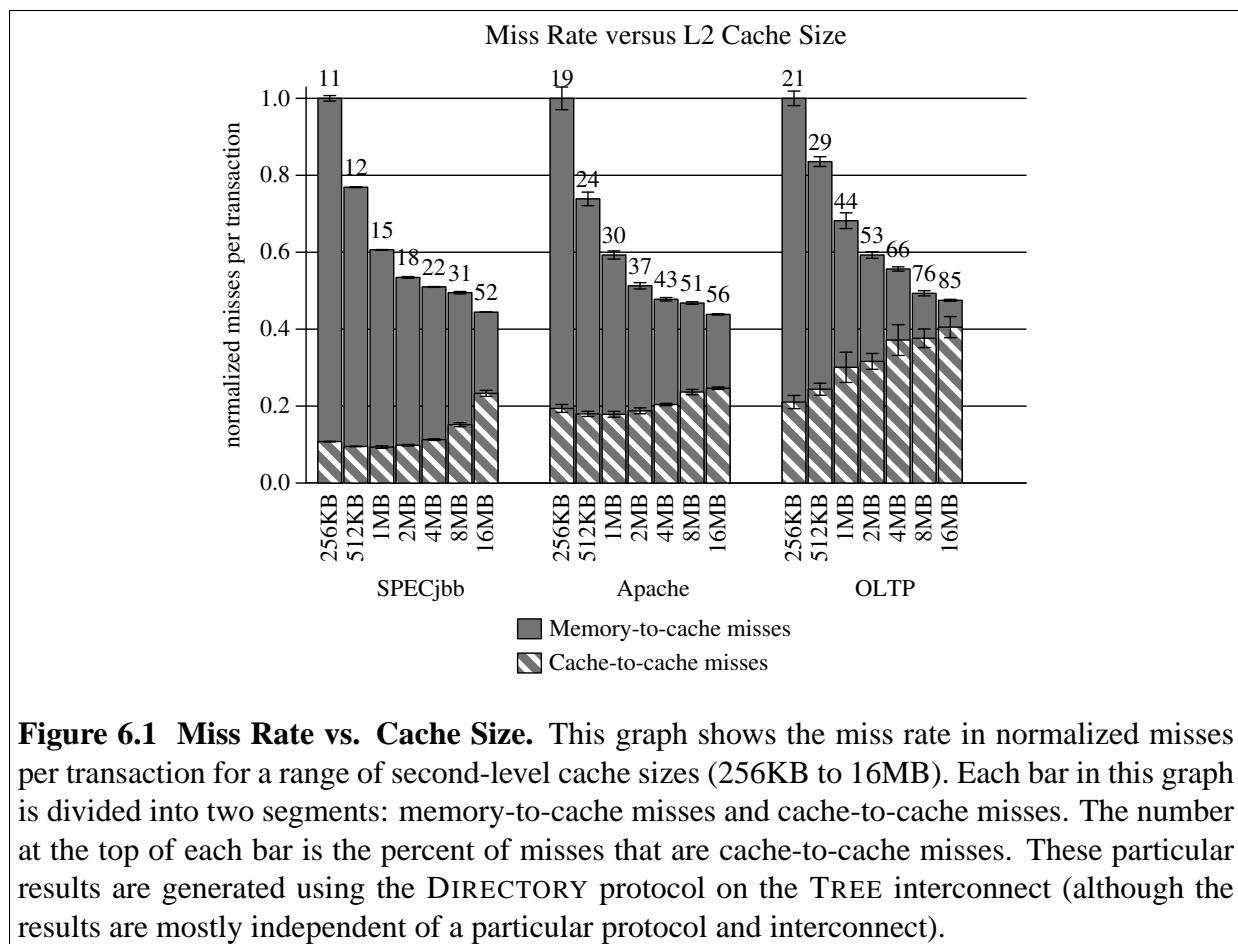 Miss Rate versus L2 Cache Size
normalized misses per transaction
1.0
0.8
0.6
0.4
0.2
0.0
11
12
15
18
22
31
52
19
24
30
37
43
51
56
21
29
44
53
66
76
85
256KB
512KB
1MB
2MB
4MB
8MB
16MB
SPECjbb
256KB
512KB
1MB
2MB
4MB
8MB
16MB
Apache
256KB
512KB
1MB
2MB
4MB
8MB
16MB
OLTP
Memory-to-cache misses
Cache-to-cache misses
Figure 6.1 Miss Rate vs. Cache Size. This graph shows the miss rate in normalized misses
per transaction for a range of second-level cache sizes (256KB to 16MB). Each bar in this graph
is divided into two segments: memory-to-cache misses and cache-to-cache misses. The number
at the top of each bar is the percent of misses that are cache-to-cache misses. These particular
results are generated using the DIRECTORY protocol on the TREE interconnect (although the
results are mostly independent of a particular protocol and interconnect).